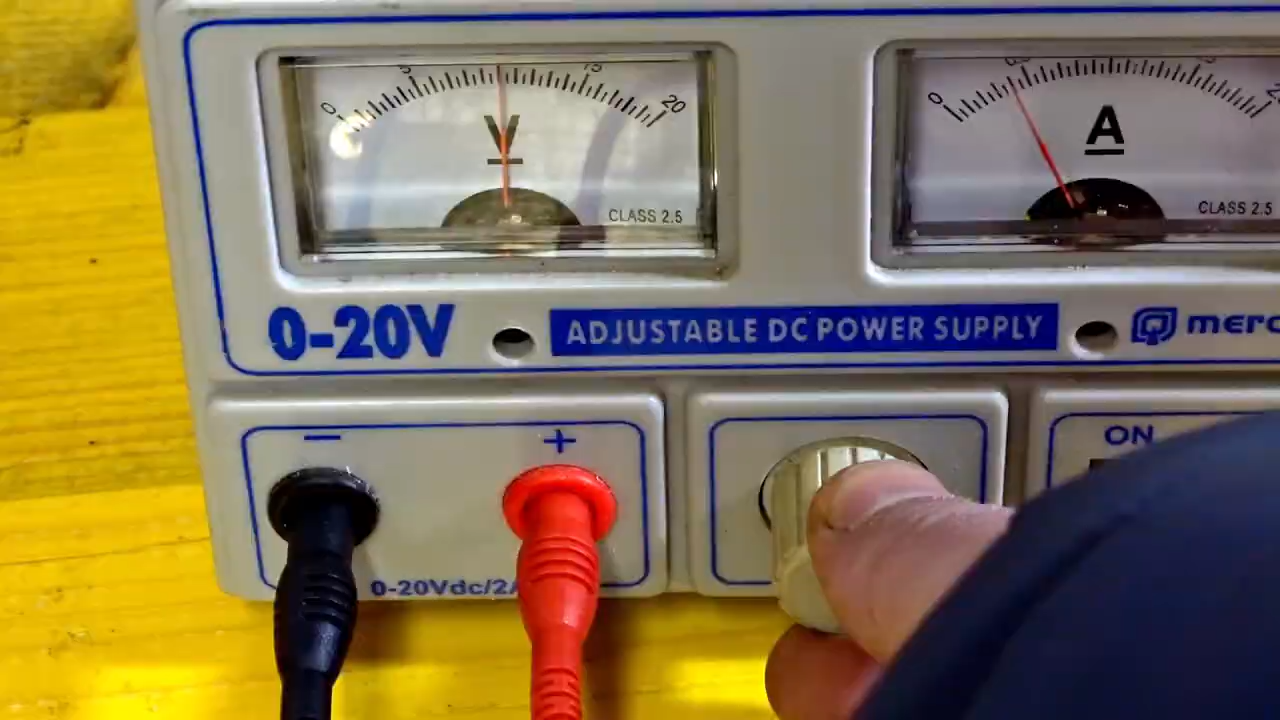 0 5 15 20
V
CLASS 2.5
0
A
CLASS 2.5
0-20V
ADJUSTABLE DC POWER SUPPLY
- +
ON
0-20Vdc/2